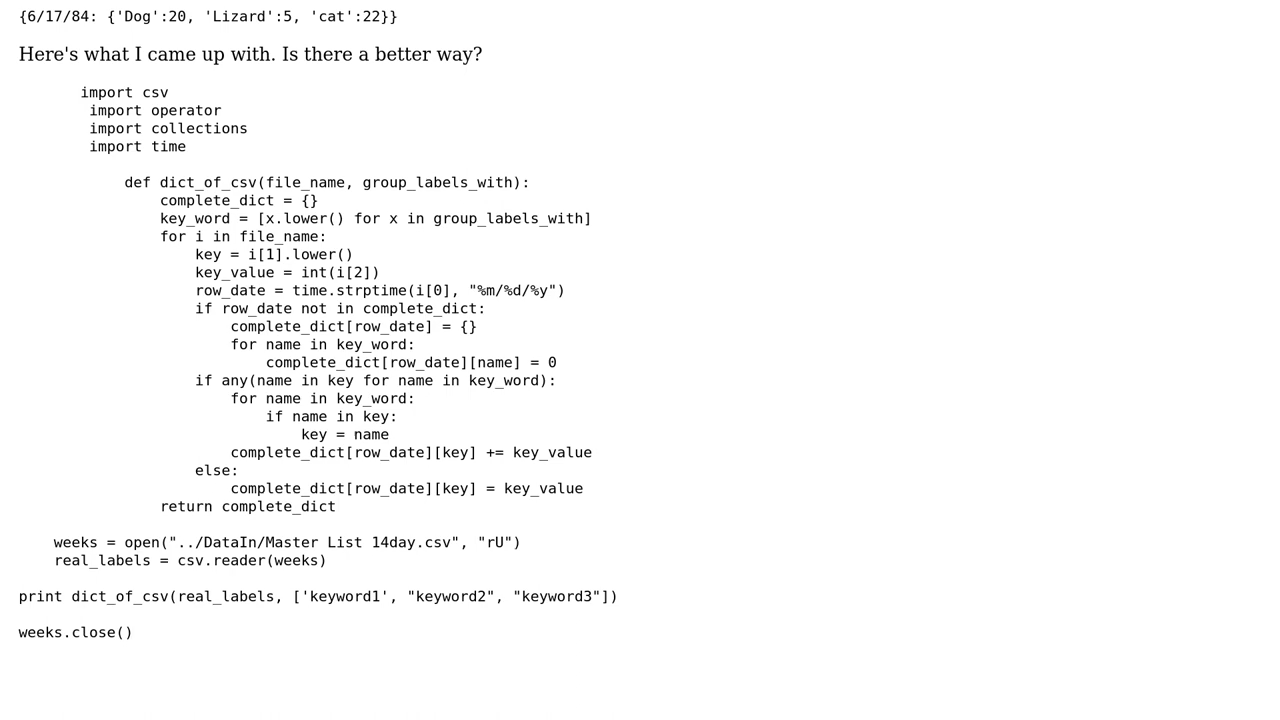 {6/17/84: {'Dog':20, 'Lizard':5, 'cat':22}}
Here's what I came up with. Is there a better way?
       import csv
        import operator
        import collections
        import time

            def dict_of_csv(file_name, group_labels_with):
                complete_dict = {}
                key_word = [x.lower() for x in group_labels_with]
                for i in file_name:
                    key = i[1].lower()
                    key_value = int(i[2])
                    row_date = time.strptime(i[0], "%m/%d/%y")
                    if row_date not in complete_dict:
                        complete_dict[row_date] = {}
                        for name in key_word:
                            complete_dict[row_date][name] = 0
                    if any(name in key for name in key_word):
                        for name in key_word:
                            if name in key:
                                key = name
                        complete_dict[row_date][key] += key_value
                    else:
                        complete_dict[row_date][key] = key_value
                return complete_dict

    weeks = open("../DataIn/Master List 14day.csv", "rU")
    real_labels = csv.reader(weeks)

print dict_of_csv(real_labels, ['keyword1', "keyword2", "keyword3"])

weeks.close()